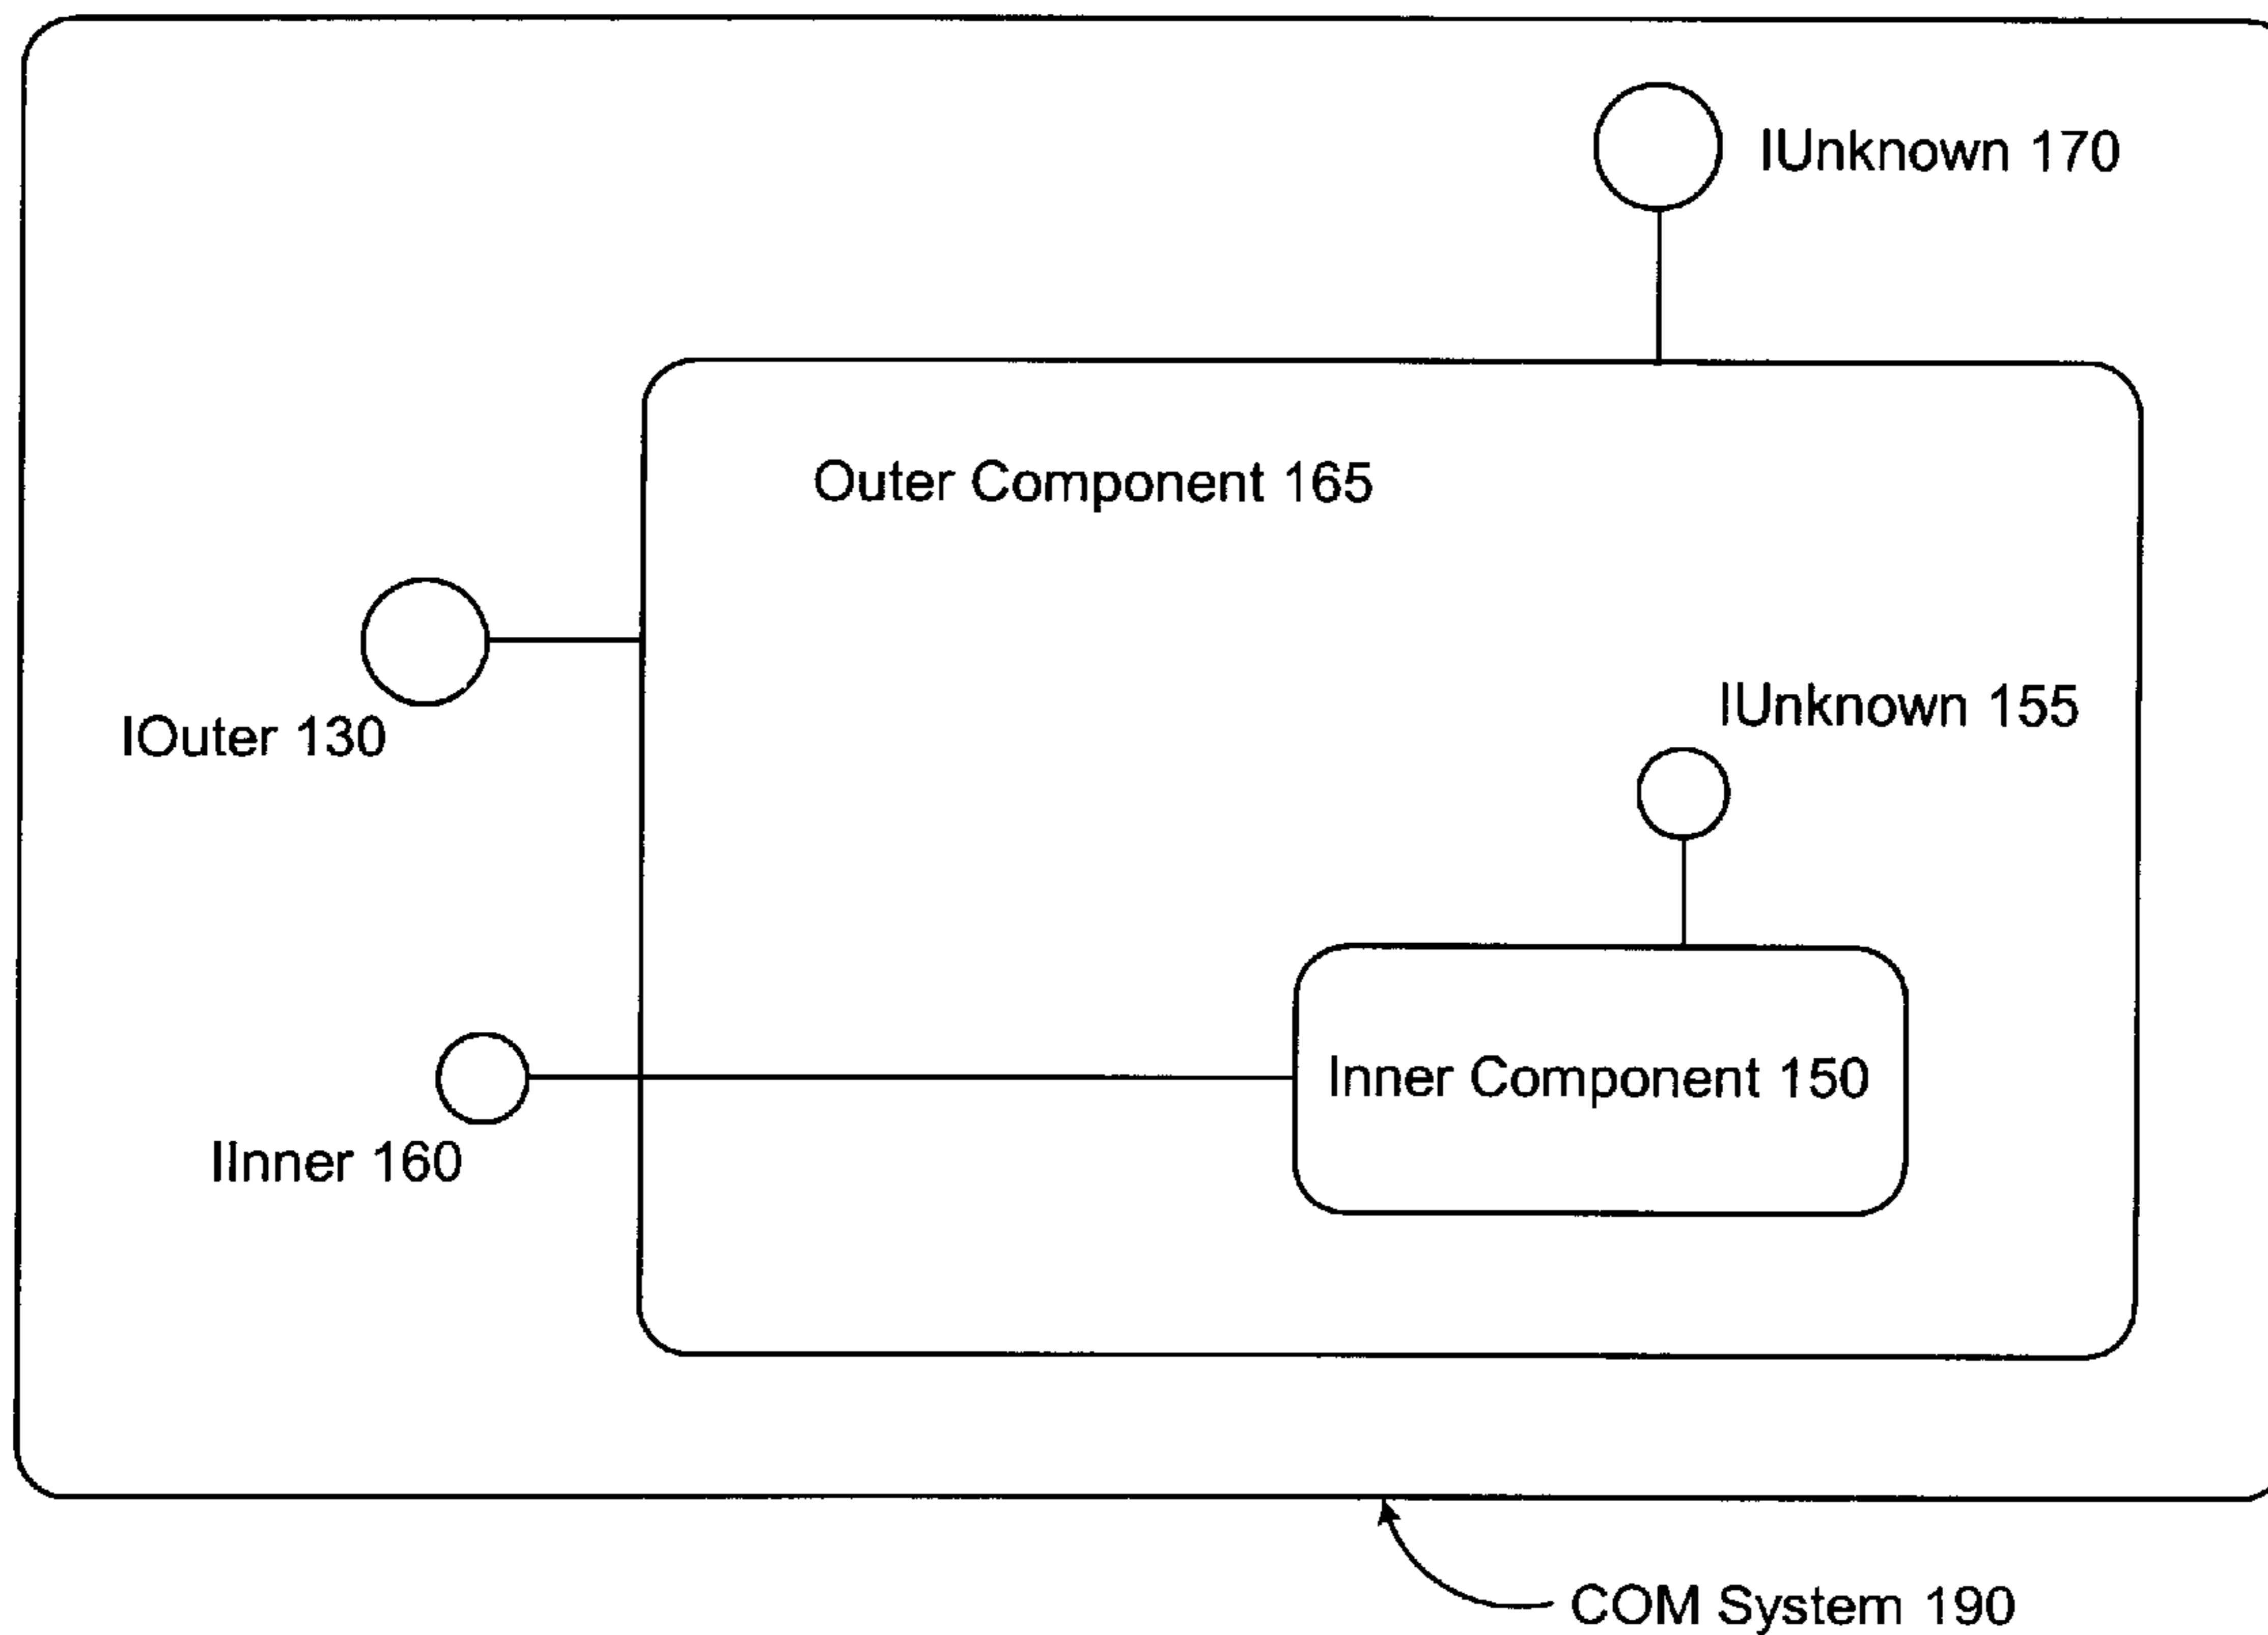 IUnknown 170
Outer Component 165
IUnknown 155
IOuter 130
Inner Component 150
IInner 160
COM System 190